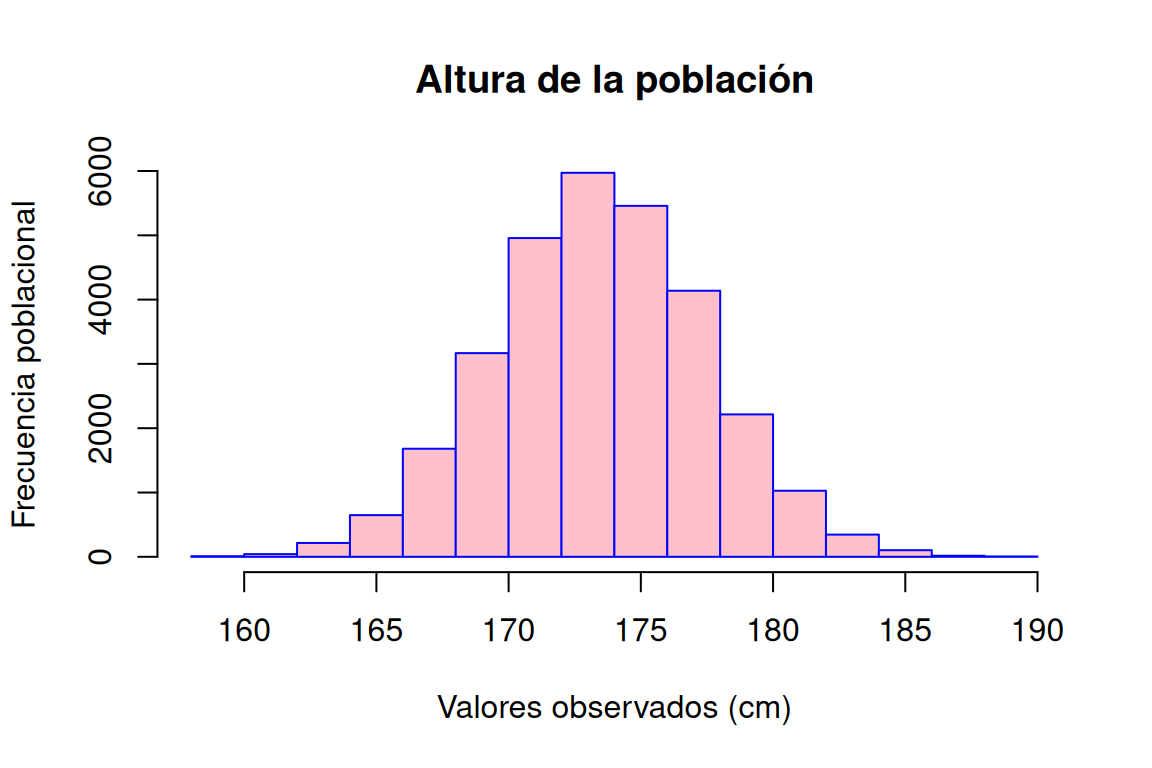 Altura de la población
Frecuencia poblacional
6000
4000
2000
0
160 165 170 175 180 185 190
Valores observados (cm)